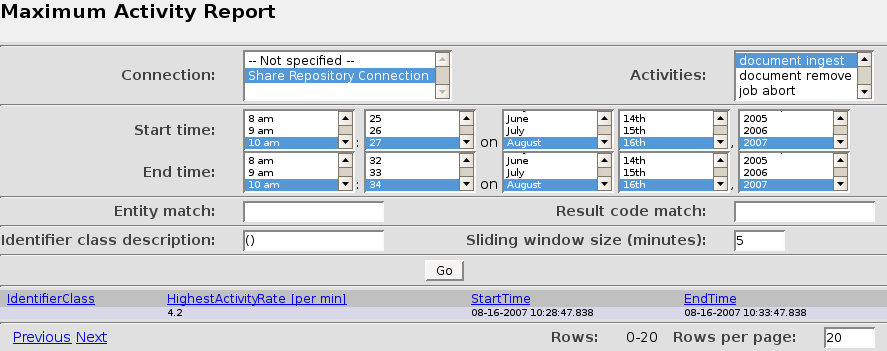 Maximum Activity Report
Connection: -- Not specified -- Activities: document ingest
Share Repository Connection document remove
job abort
8 am 25 June 14th 2005
Start time: 9 am 26 July 15th 2006
10 am : 27 on August 16th , 2007
8 am 32 June 14th 2005
End time: 9 am 33 July 15th 2006
10 am : 34 on August 16th , 2007
Entity match: Result code match:
Identifier class description: () Sliding window size (minutes): 5
Go
IdentifierClass HighestActivityRate [per min] StartTime EndTime
4.2 08-16-2007 10:28:47.838 08-16-2007 10:33:47.838
Previous Next Rows: 0-20 Rows per page: 20